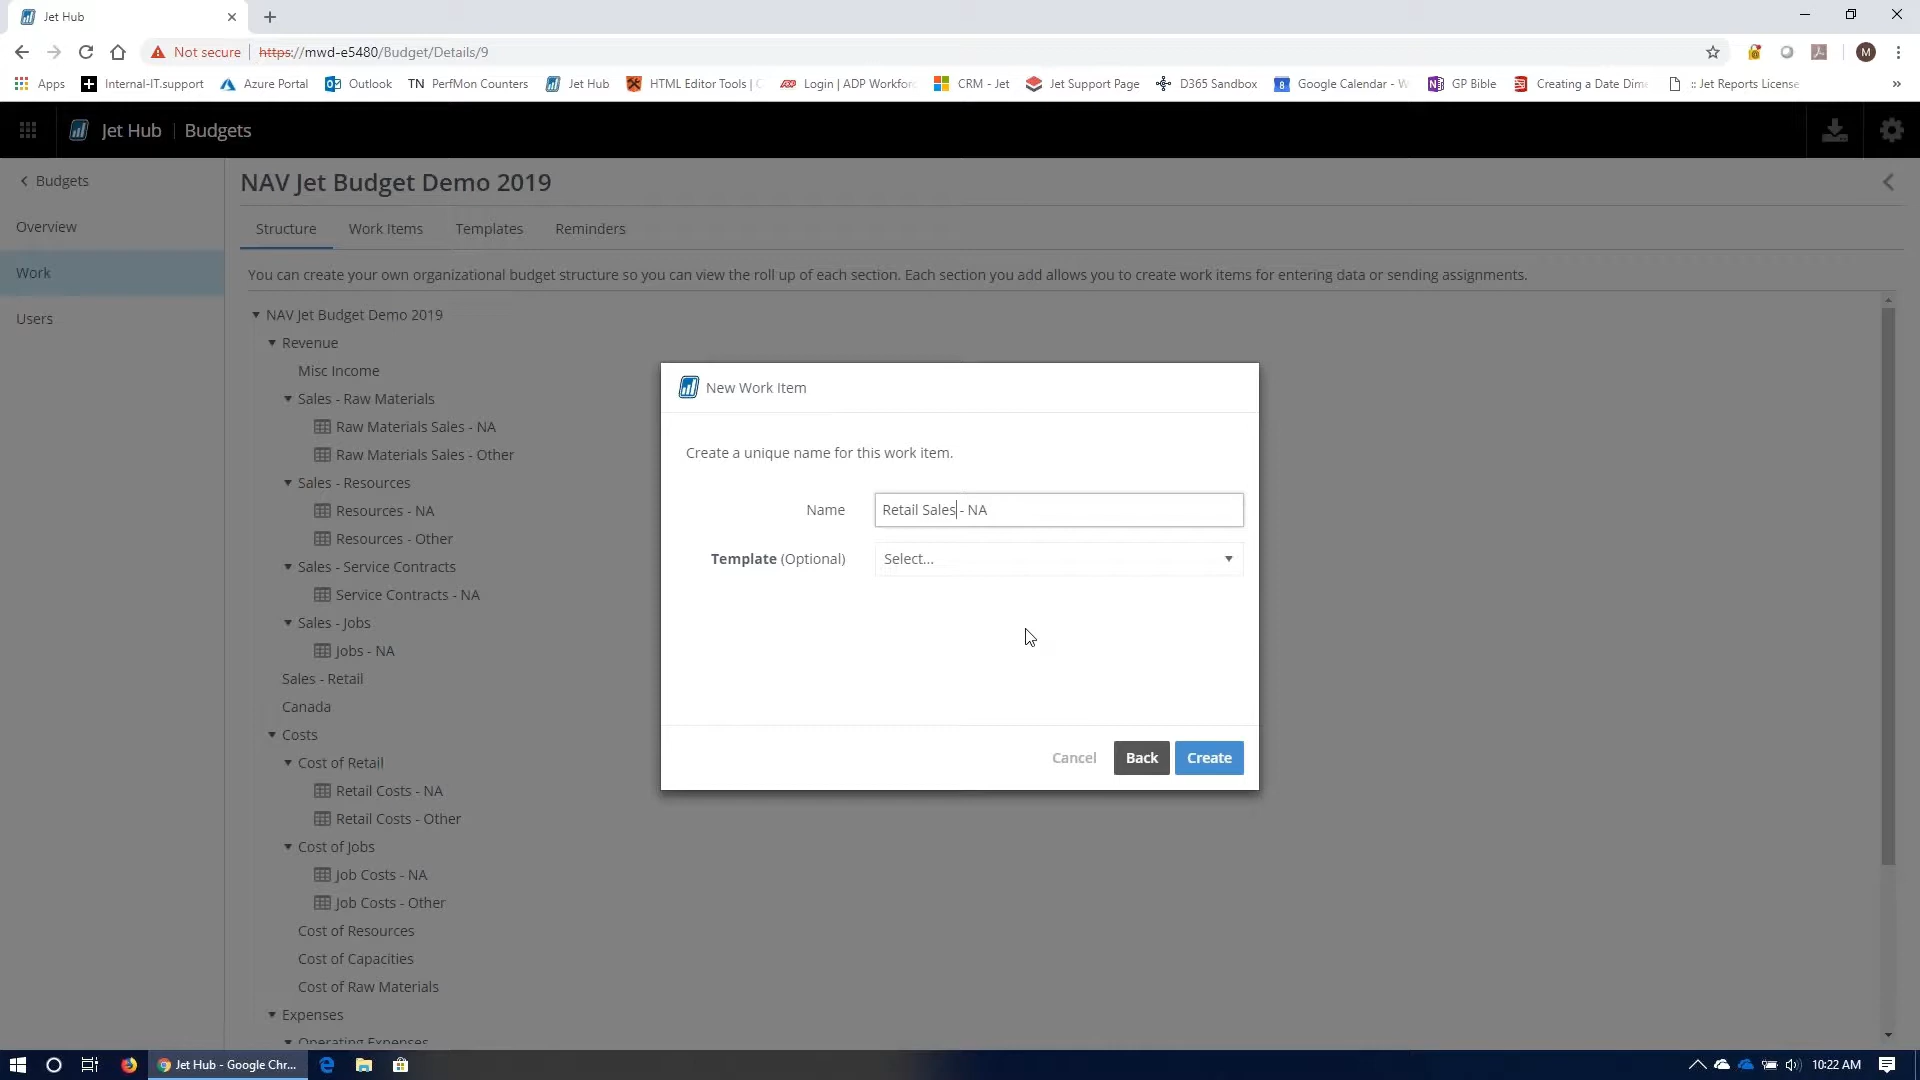 Jet Hub
Not secure https://mwd-e5480/Budget/Details/9
M
Apps Internal-IT.support Azure Portal Outlook TN PerfMon Counters Jet Hub HTML Editor Tools | C Login | ADP Workforc CRM - Jet Jet Support Page D365 Sandbox Google Calendar - W GP Bible Creating a Date Dime :: Jet Reports License »
Jet Hub | Budgets
Budgets
Overview
Work
Users
NAV Jet Budget Demo 2019
Structure Work Items Templates Reminders
You can create your own organizational budget structure so you can view the roll up of each section. Each section you add allows you to create work items for entering data or sending assignments.
NAV Jet Budget Demo 2019
Revenue
Misc Income
Sales - Raw Materials
Raw Materials Sales - NA
Raw Materials Sales - Other
Sales - Resources
Resources - NA
Resources - Other
Sales - Service Contracts
Service Contracts - NA
Sales - Jobs
Jobs - NA
Sales - Retail
Canada
Costs
Cost of Retail
Retail Costs - NA
Retail Costs - Other
Cost of Jobs
Job Costs - NA
Job Costs - Other
Cost of Resources
Cost of Capacities
Cost of Raw Materials
Expenses
Operating Expenses
New Work Item
Create a unique name for this work item.
Name Retail Sales - NA
Template (Optional) Select...
Cancel Back Create
Jet Hub - Google Chr... 10:22 AM